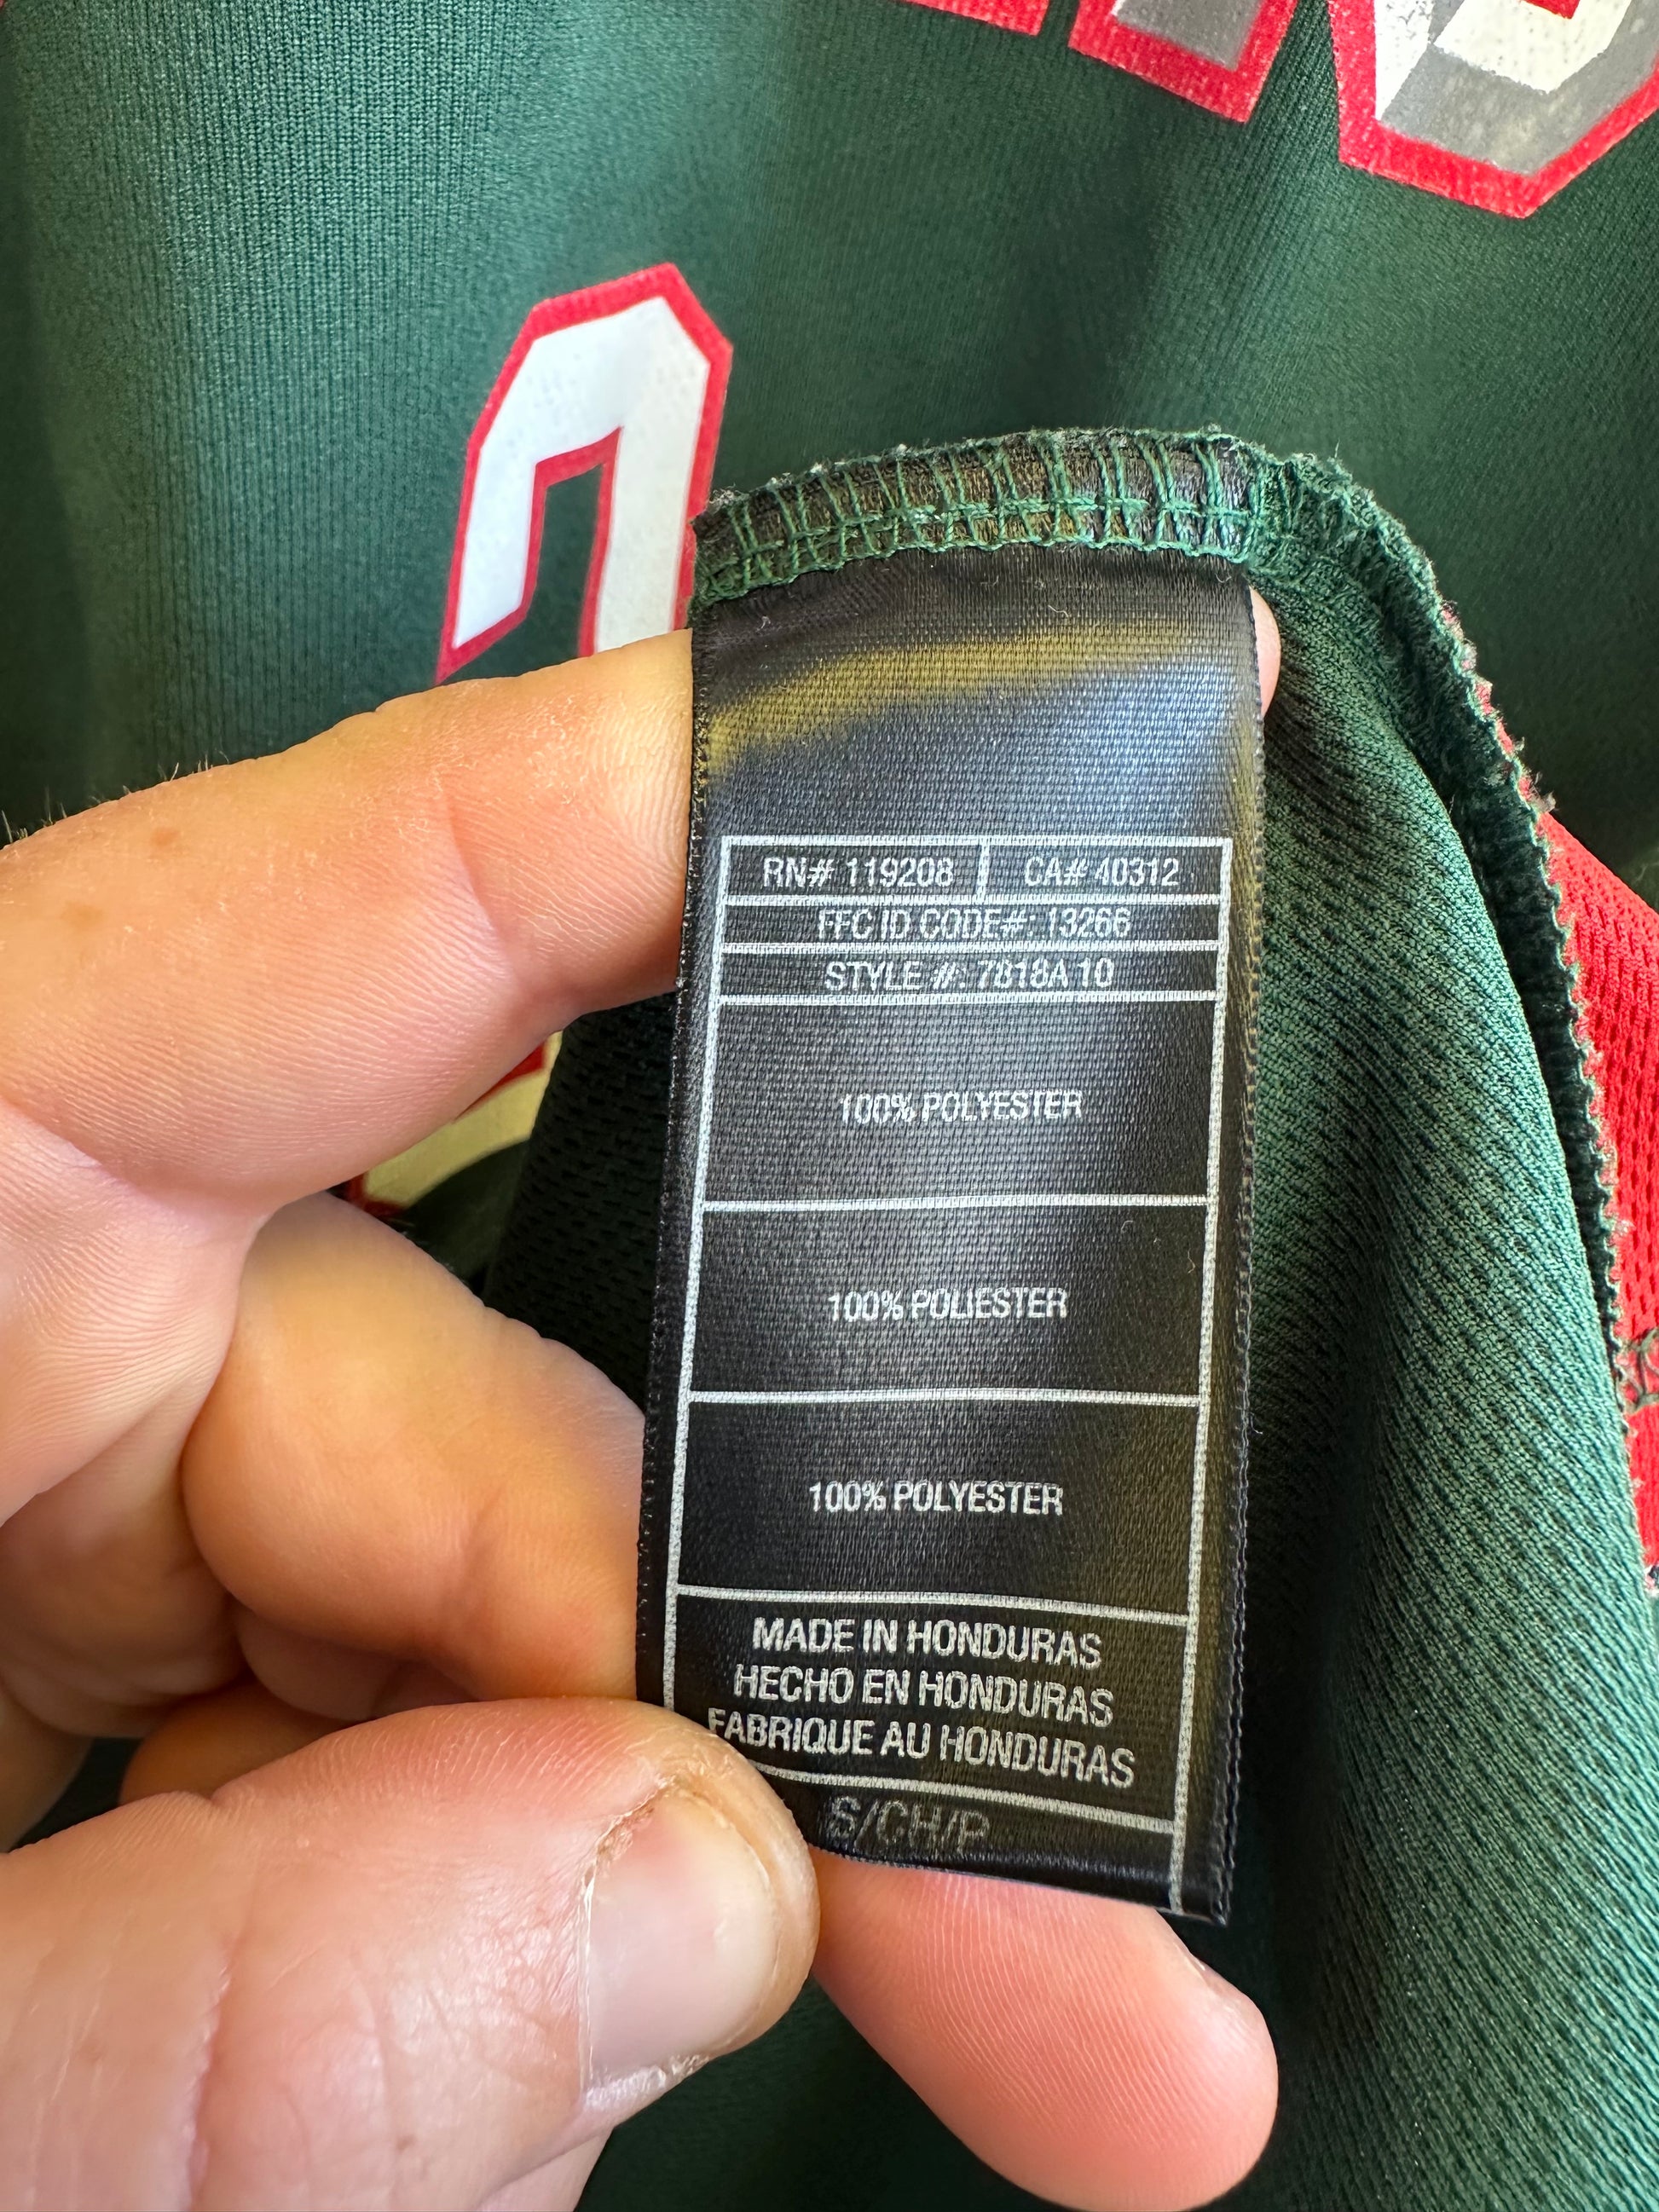 RN# 119208 CA# 40312
FFC ID CODE#: 13266
STYLE #: 7818A 10
100% POLYESTER
100% POLIESTER
100% POLYESTER
MADE IN HONDURAS
HECHO EN HONDURAS
FABRIQUE AU HONDURAS
S/CH/P